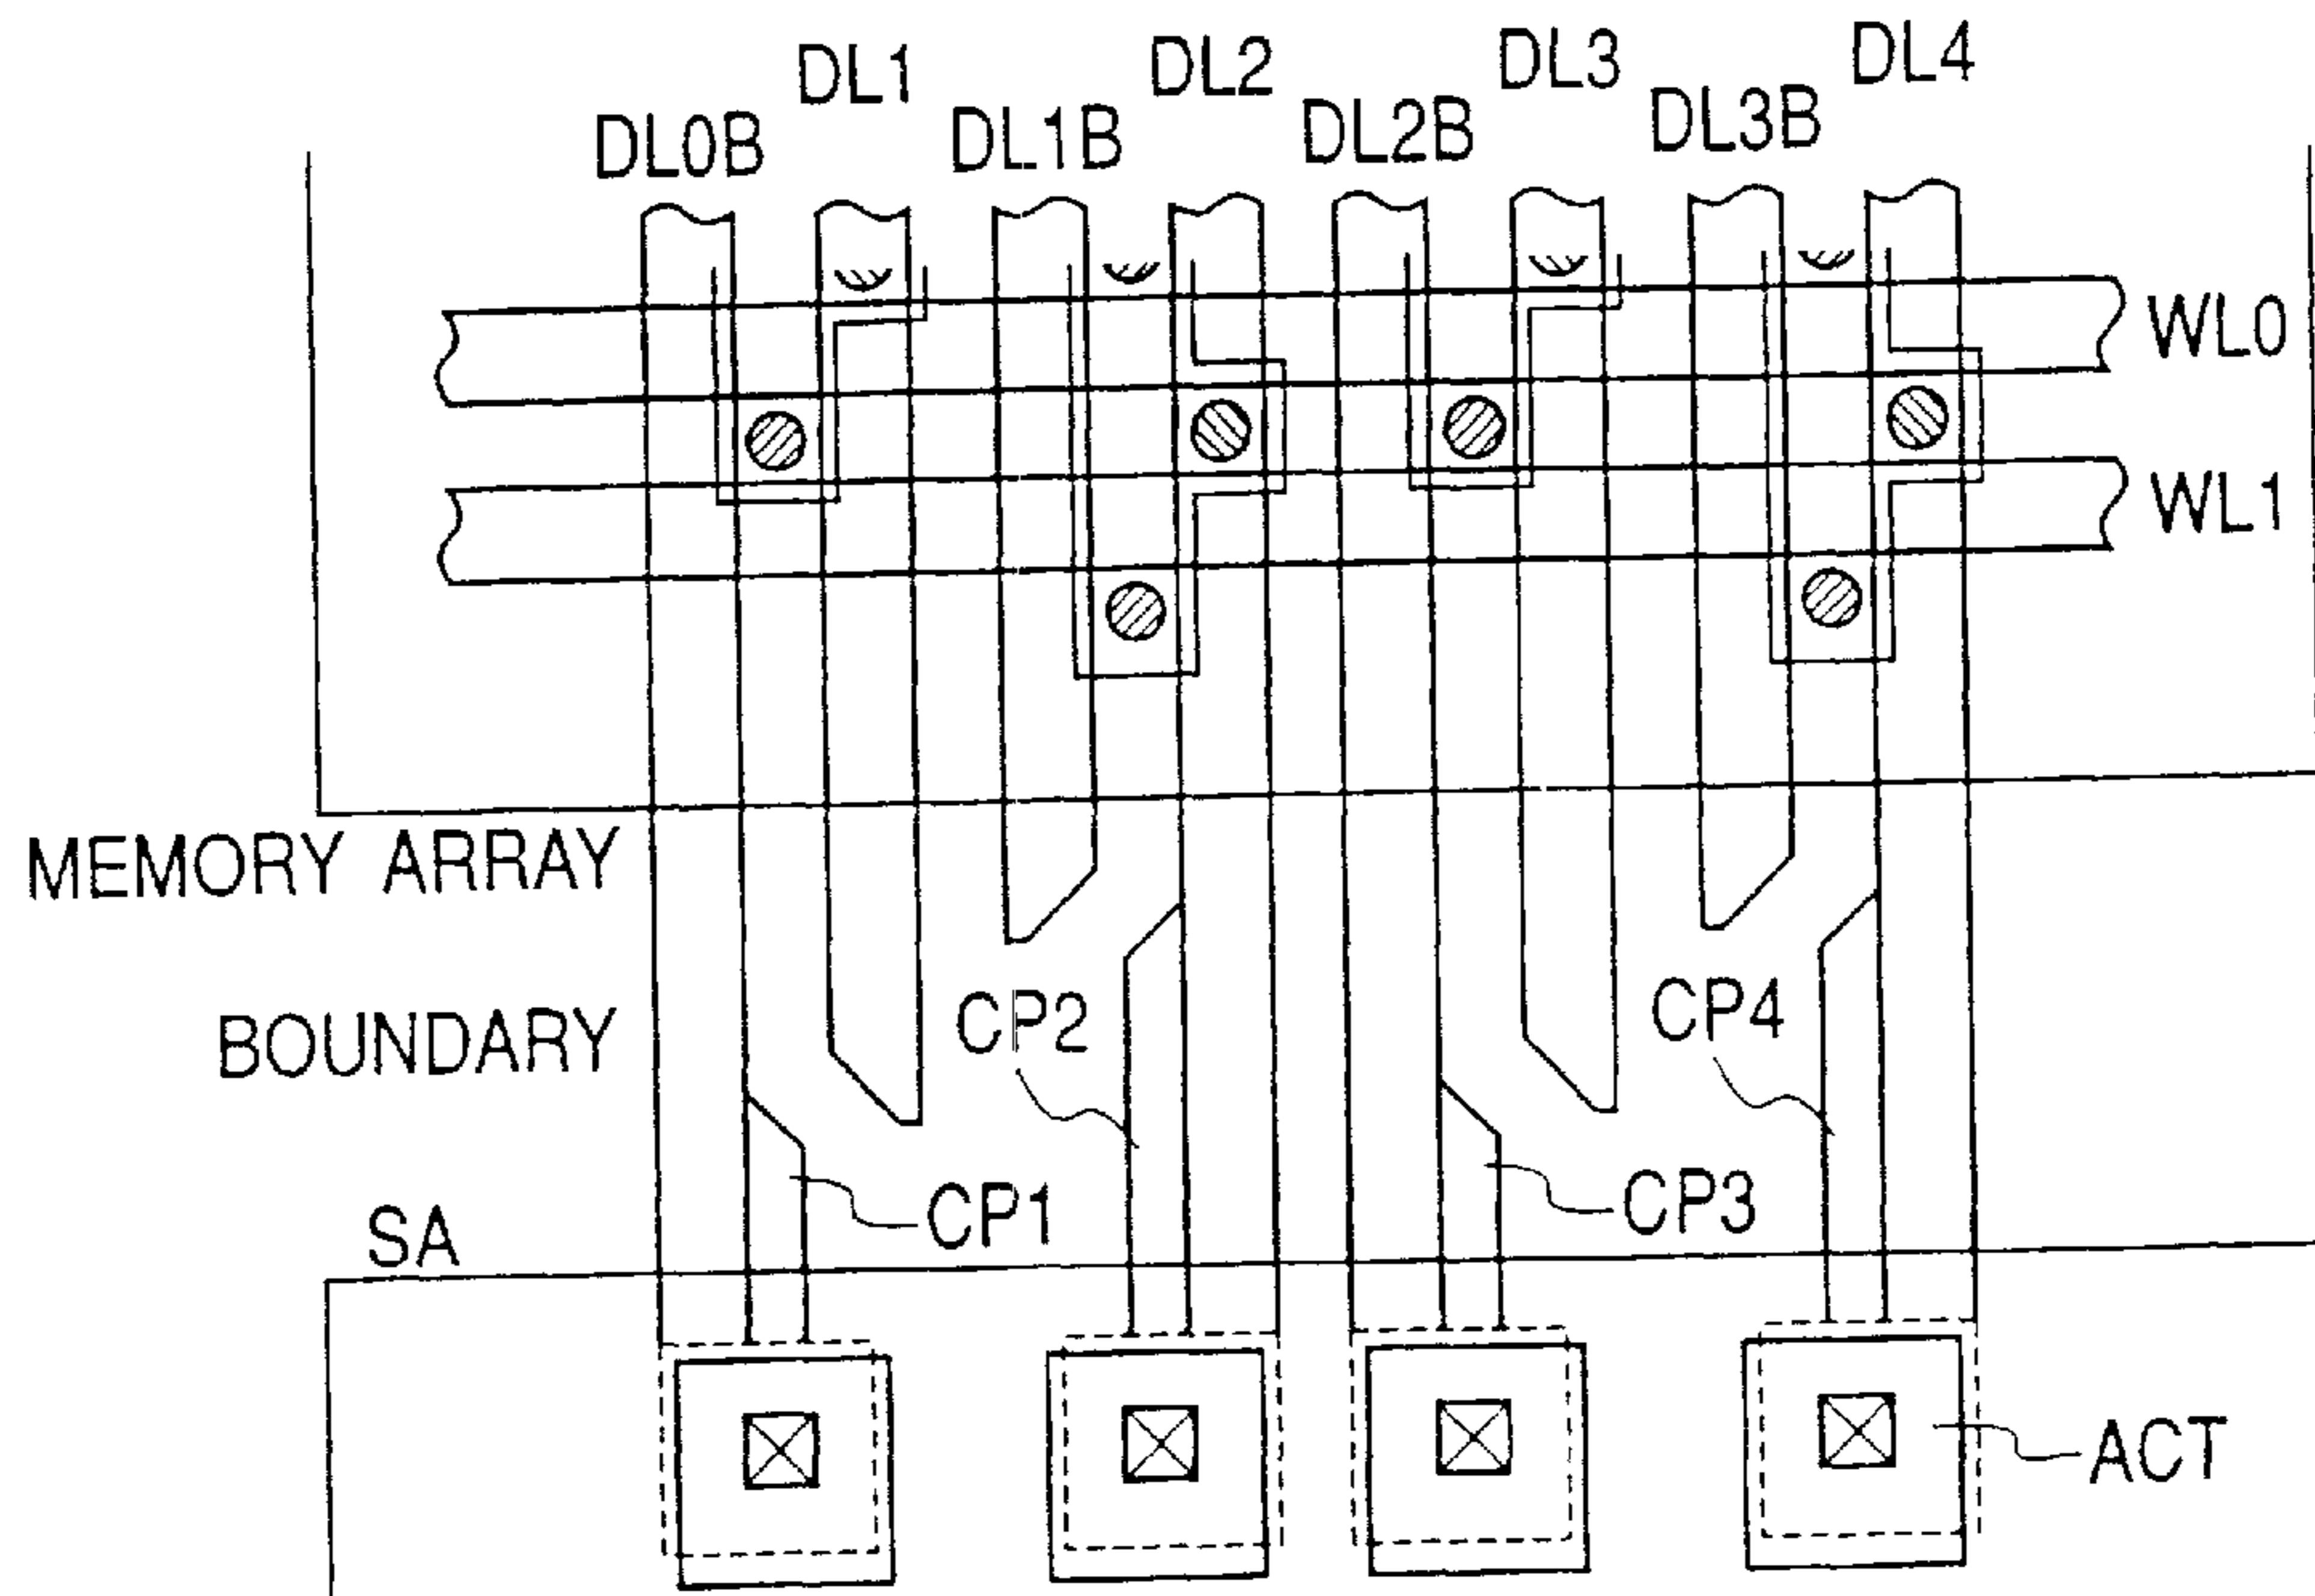 DL1 DL2 DL3 DL4
DL0B DL1B DL2B DL3B
WL0
WL1
MEMORY ARRAY
BOUNDARY
CP2 CP4
CP1 CP3
SA
ACT